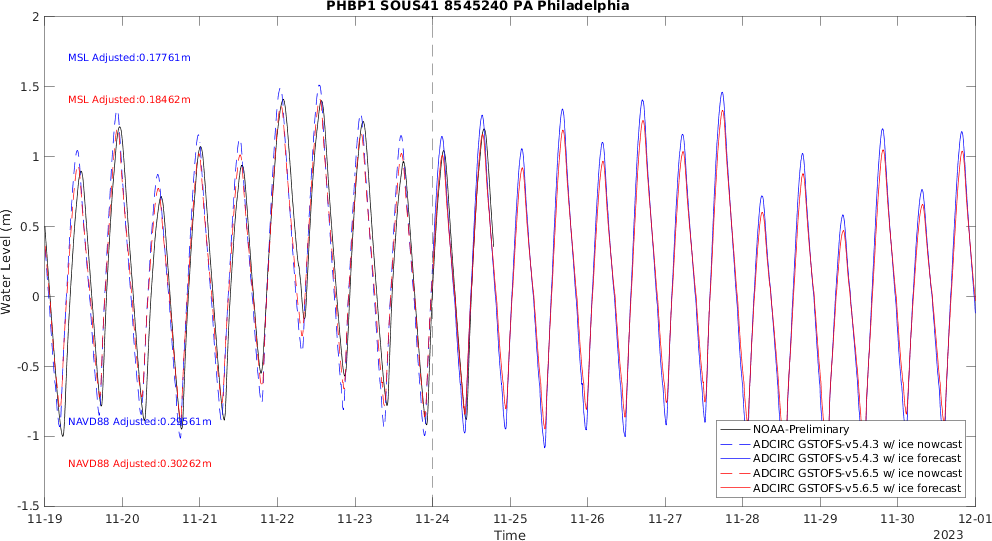 PHBP1 SOUS41 8545240 PA Philadelphia
2
1.5
1
0.5
0
-0.5
-1
-1.5
Water Level (m)
MSL Adjusted:0.17761m
MSL Adjusted:0.18462m
NAVD88 Adjusted:0.29561m
NAVD88 Adjusted:0.30262m
NOAA-Preliminary
ADCIRC GSTOFS-v5.4.3 w/ ice nowcast
ADCIRC GSTOFS-v5.4.3 w/ ice forecast
ADCIRC GSTOFS-v5.6.5 w/ ice nowcast
ADCIRC GSTOFS-v5.6.5 w/ ice forecast
11-19 11-20 11-21 11-22 11-23 11-24 11-25 11-26 11-27 11-28 11-29 11-30 12-01
Time
2023